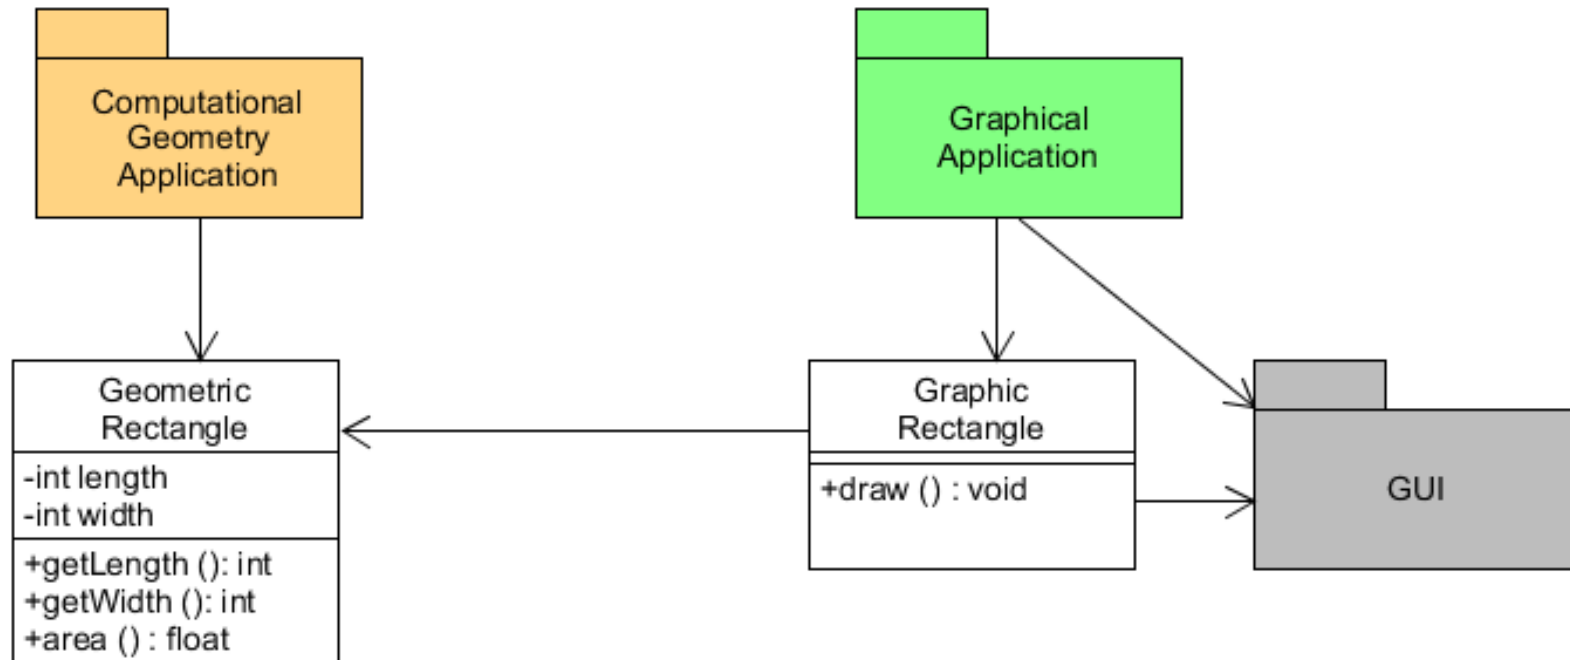 Computational
Geometry
Application
Graphical
Application
Geometric
Rectangle
-int length
-int width
+getLength (): int
+getWidth (): int
+area () : float
Graphic
Rectangle
+draw () : void
GUI